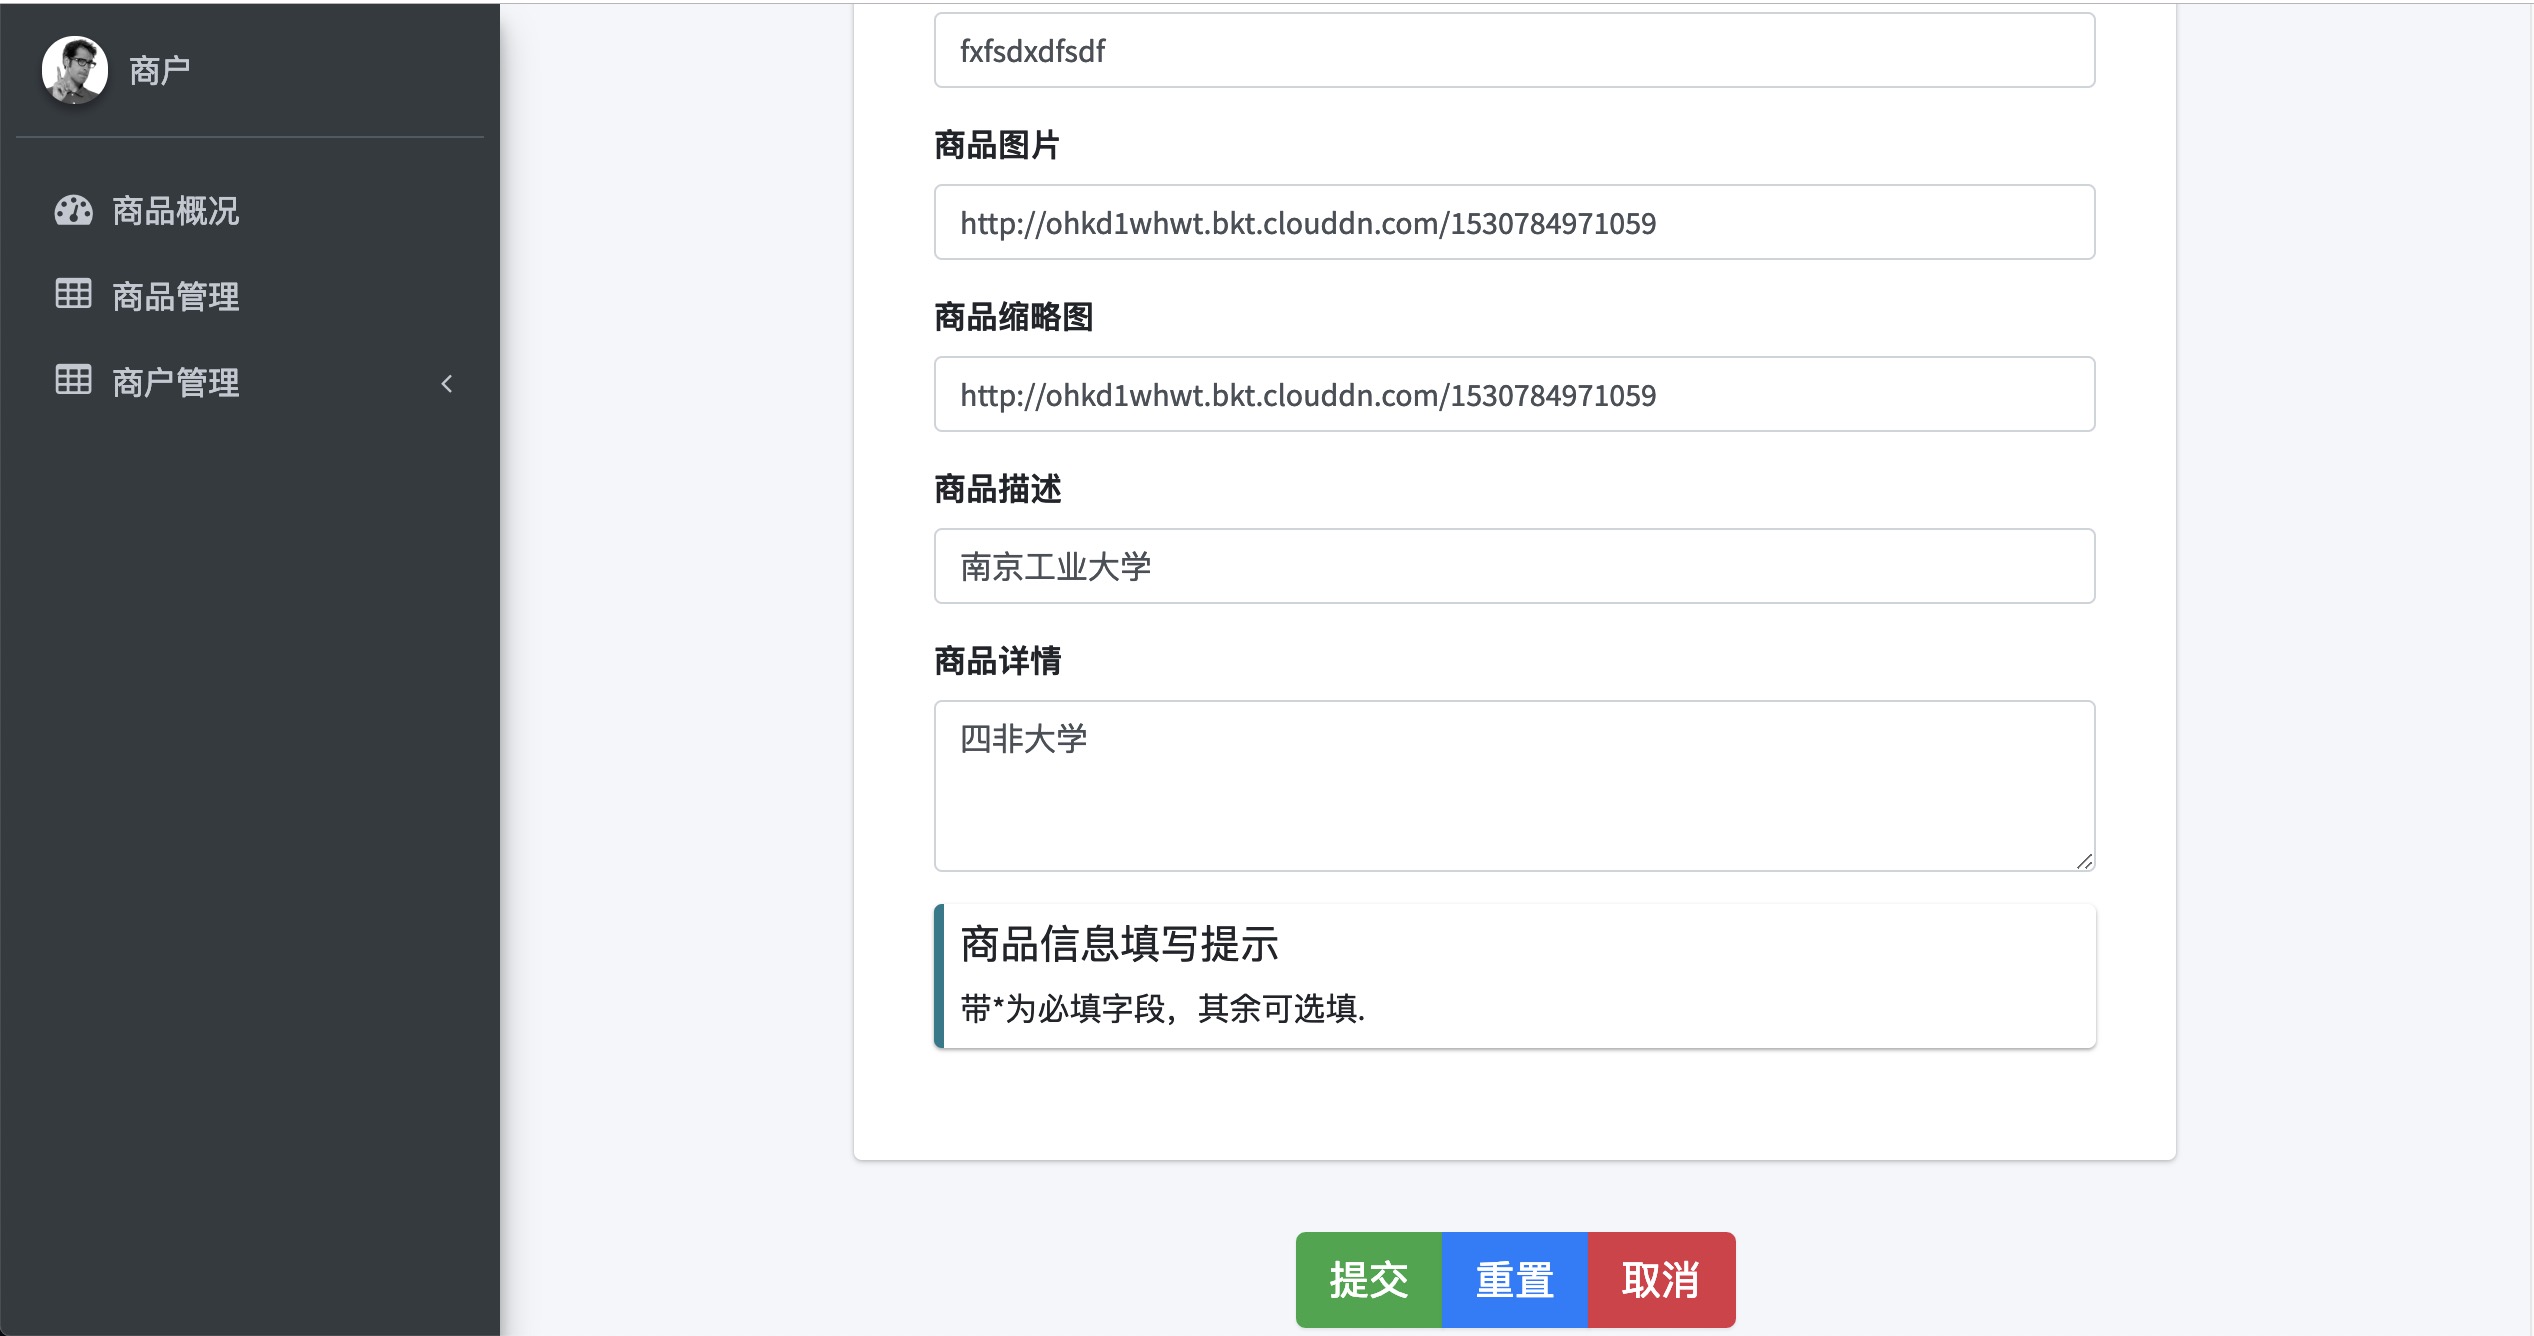 商户
商品概况
商品管理
商户管理
fxfsdxdfsdf
商品图片
http://ohkd1whwt.bkt.clouddn.com/1530784971059
商品缩略图
http://ohkd1whwt.bkt.clouddn.com/1530784971059
商品描述
南京工业大学
商品详情
四非大学
商品信息填写提示
带*为必填字段，其余可选填.
提交 重置 取消